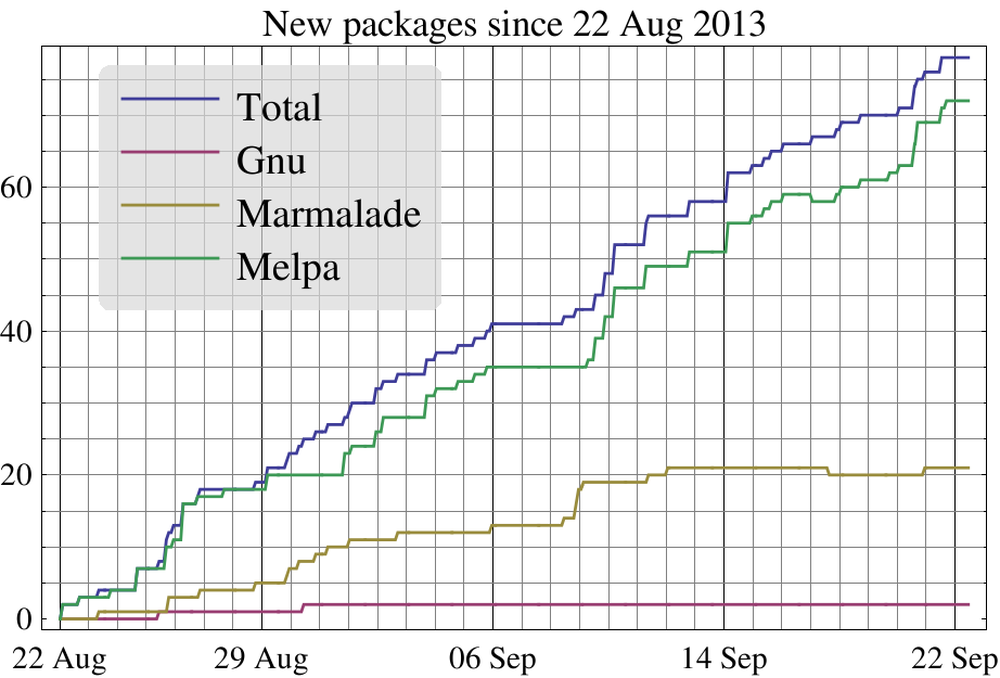 New packages since 22 Aug 2013
Total
Gnu
Marmalade
Melpa
60
40
20
0
22 Aug 29 Aug 06 Sep 14 Sep 22 Sep